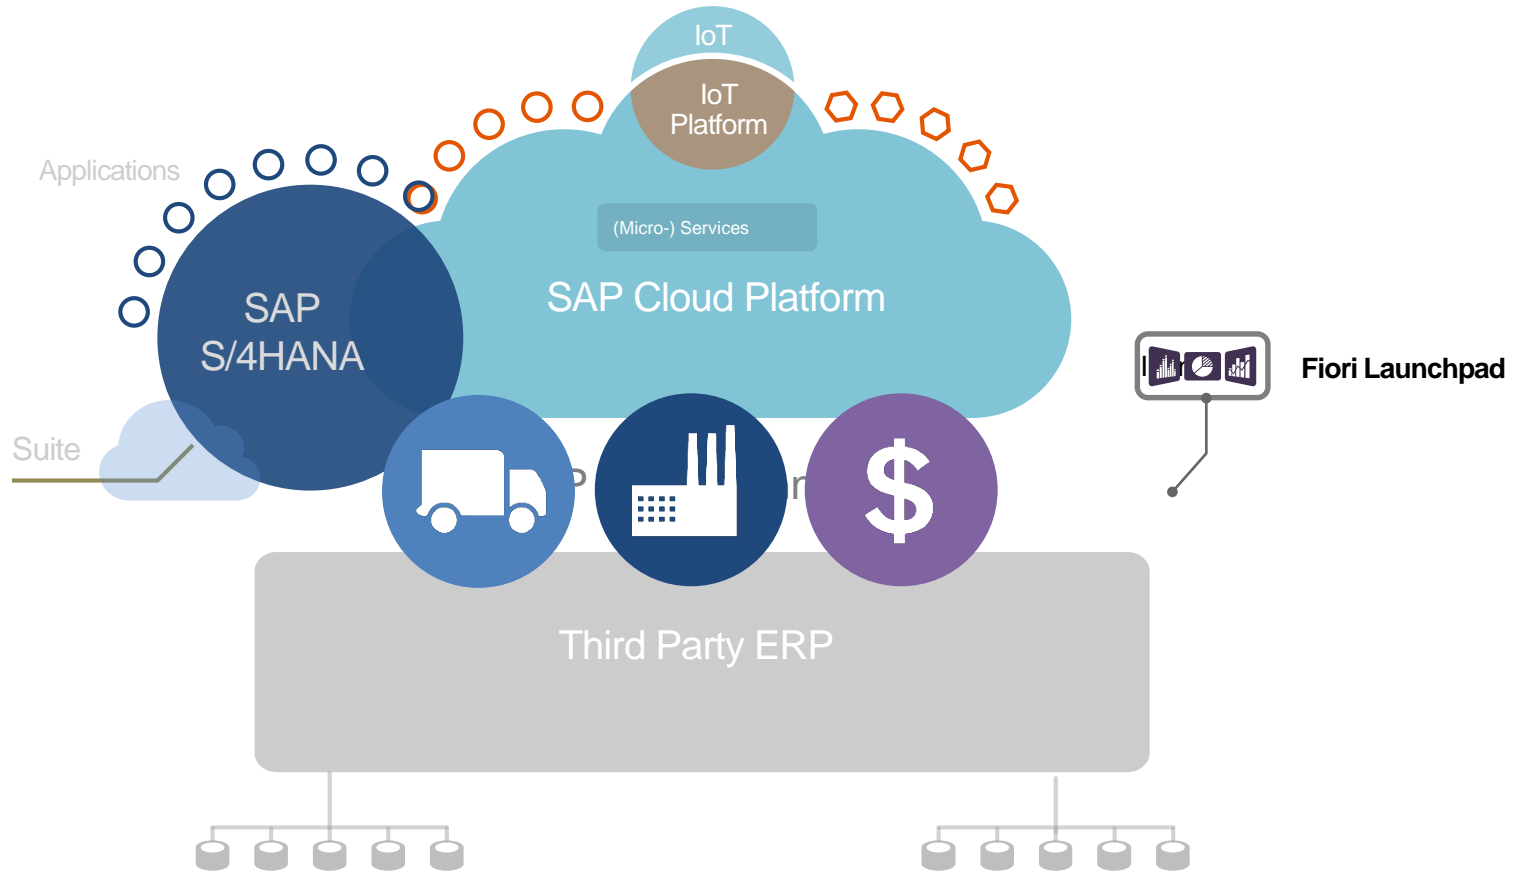 IoT
IoT
Platform
Applications
(Micro-) Services
SAP Cloud Platform
SAP
S/4HANA
Fiori Launchpad
Suite
Third Party ERP